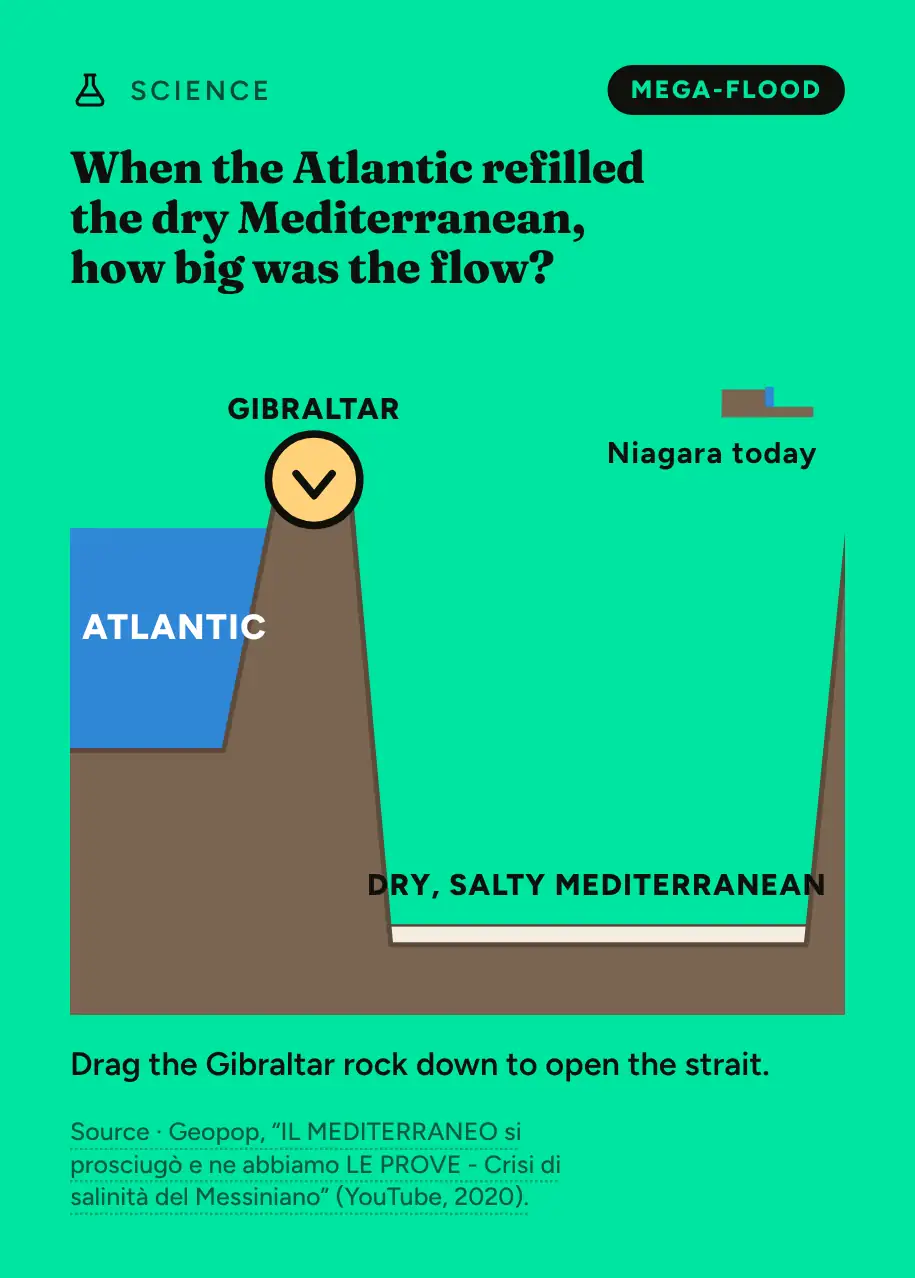 SCIENCE
MEGA-FLOOD
When the Atlantic refilled
the dry Mediterranean,
how big was the flow?
GIBRALTAR
Niagara today
ATLANTIC
DRY, SALTY MEDITERRANEAN
Drag the Gibraltar rock down to open the strait.
Source · Geopop, “IL MEDITERRANEO si
prosciugò e ne abbiamo LE PROVE - Crisi di
salinità del Messiniano” (YouTube, 2020).